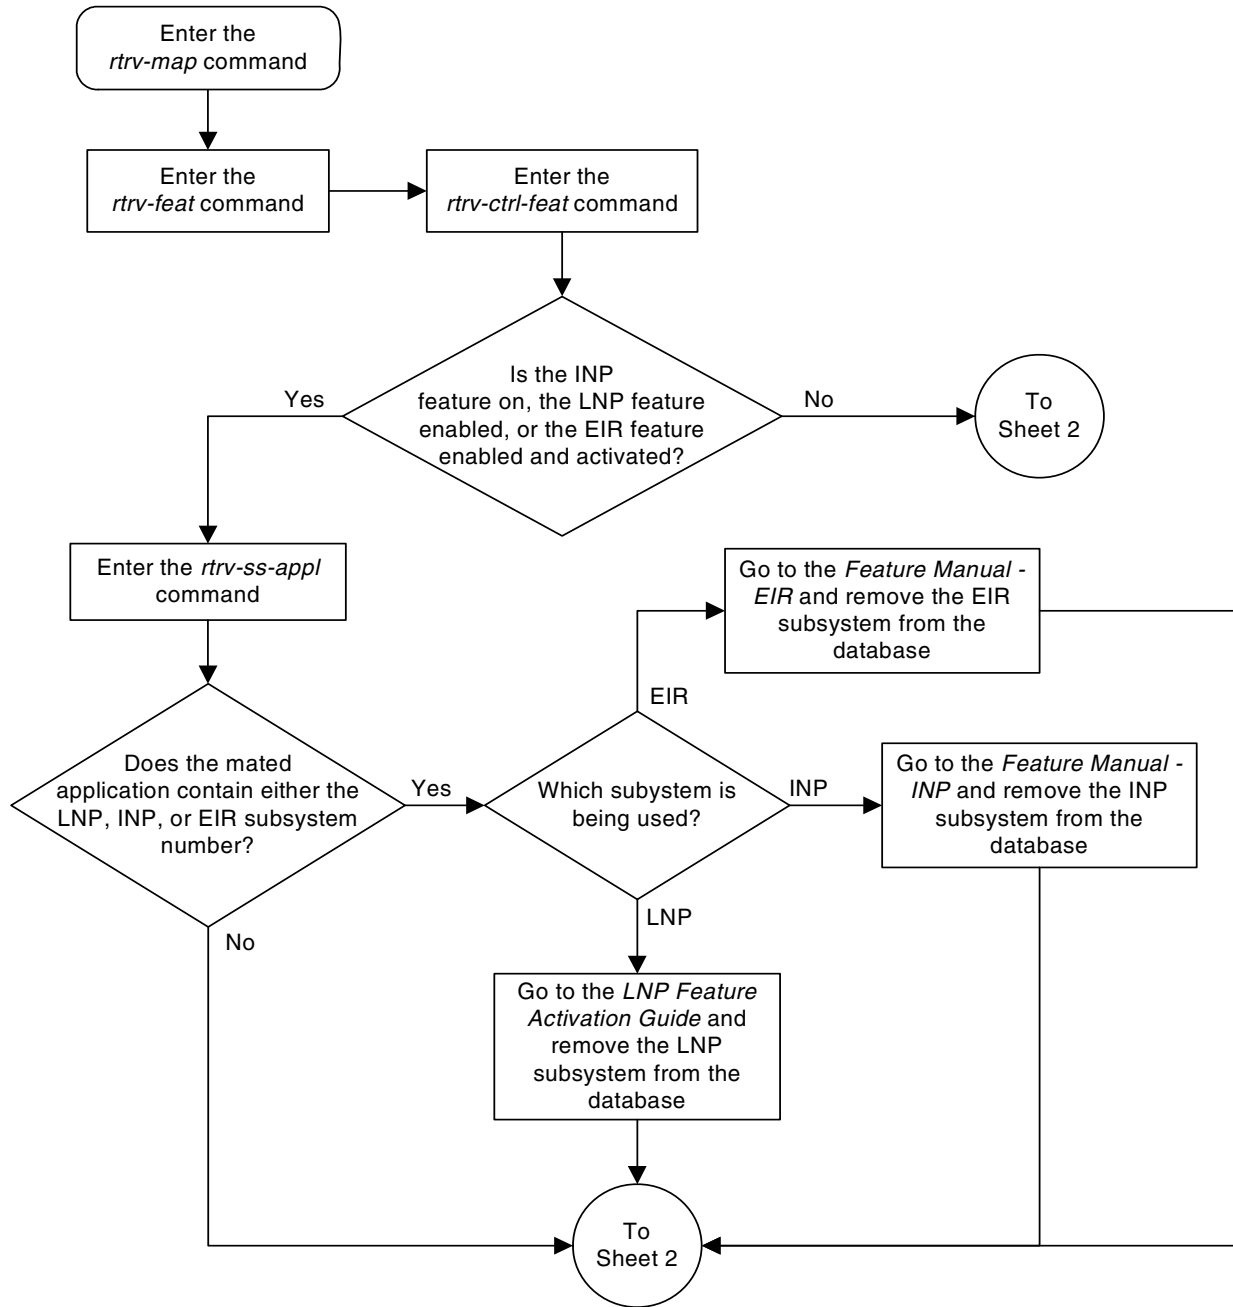 Enter the
rtrv-map command
Enter the
rtrv-feat command
Enter the
rtrv-ctrl-feat command
Is the INP
feature on, the LNP feature
enabled, or the EIR feature
enabled and activated?
Yes
No
To
Sheet 2
Enter the rtrv-ss-appl
command
Go to the Feature Manual -
EIR and remove the EIR
subsystem from the
database
EIR
Does the mated
application contain either the
LNP, INP, or EIR subsystem
number?
Yes
Which subystem is
being used?
INP
Go to the Feature Manual -
INP and remove the INP
subsystem from the
database
LNP
No
Go to the LNP Feature
Activation Guide and
remove the LNP
subsystem from the
database
To
Sheet 2